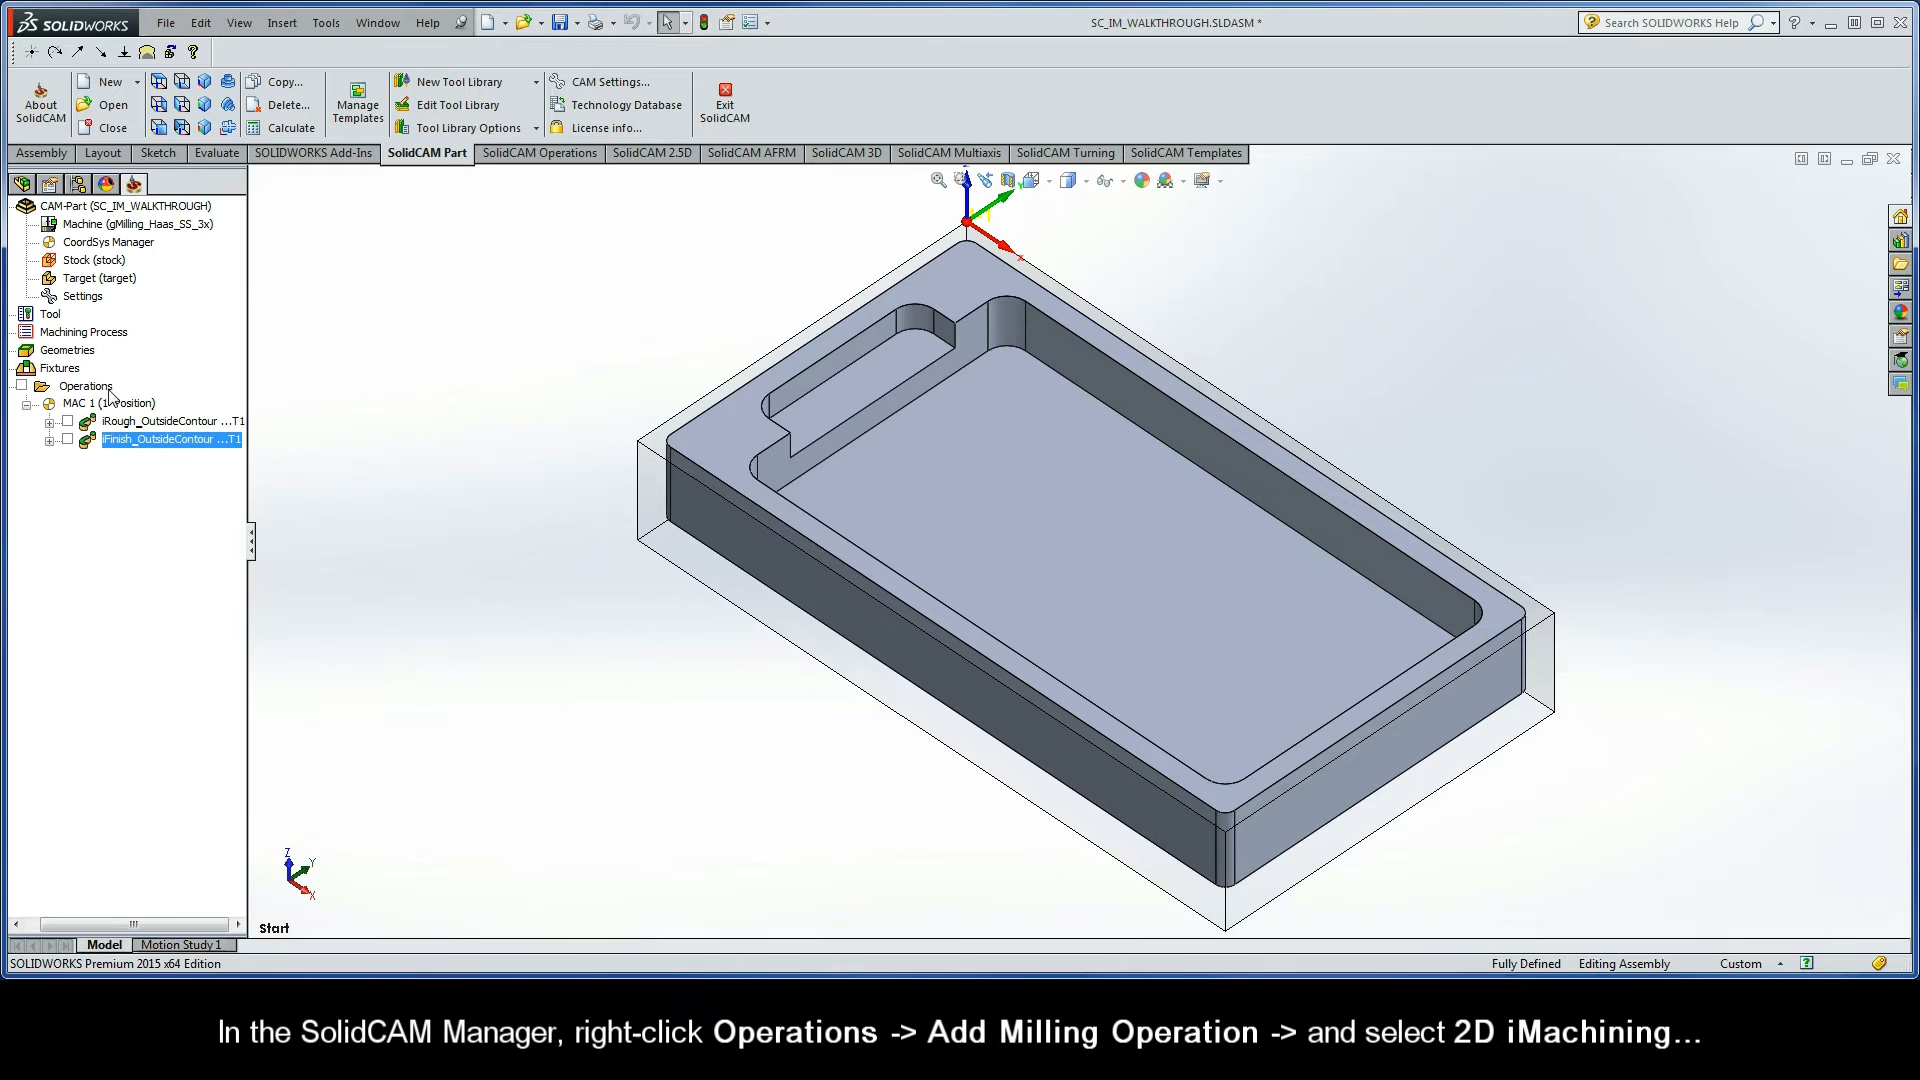 SOLIDWORKS File Edit View Insert Tools Window Help SC_IM_WALKTHROUGH.SLDASM * Search SOLIDWORKS Help
About SolidCAM
New
Open
Close
Copy...
Delete...
Calculate
Manage Templates
New Tool Library
Edit Tool Library
Tool Library Options
CAM Settings...
Technology Database
License info...
Exit SolidCAM
Assembly Layout Sketch Evaluate SOLIDWORKS Add-Ins SolidCAM Part SolidCAM Operations SolidCAM 2.5D SolidCAM AFRM SolidCAM 3D SolidCAM Multiaxis SolidCAM Turning SolidCAM Templates
CAM-Part (SC_IM_WALKTHROUGH)
Machine (gMilling_Haas_SS_3x)
CoordSys Manager
Stock (stock)
Target (target)
Settings
Tool
Machining Process
Geometries
Fixtures
Operations
MAC 1 (1-Position)
iRough_OutsideContour ...T1
iFinish_OutsideContour ...T1
x
Z
Y
X
Start
Model Motion Study 1
SOLIDWORKS Premium 2015 x64 Edition Fully Defined Editing Assembly Custom
In the SolidCAM Manager, right-click Operations -> Add Milling Operation -> and select 2D iMachining...